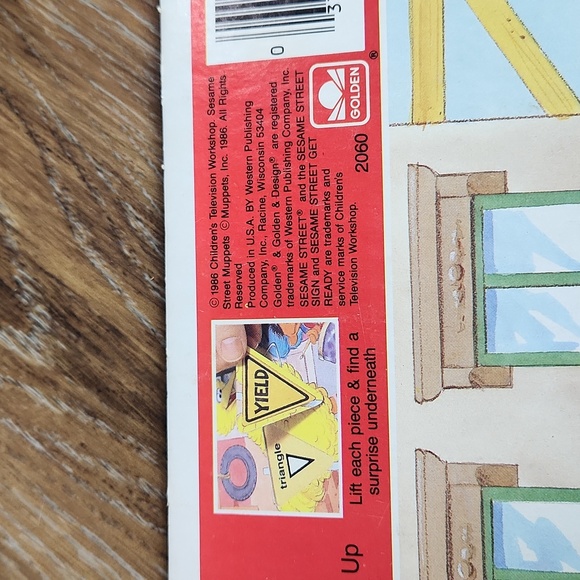 © 1986 Children's Television Workshop. Sesame
Street Muppets © Muppets, Inc. 1986. All Rights
Reserved
Produced in U.S.A. BY Western Publishing
Company, Inc., Racine, Wisconsin 53404
Golden® & Golden & Design® are registered
trademarks of Western Publishing Company, Inc.
SESAME STREET® and the SESAME STREET
SIGN and SESAME STREET GET
READY are trademarks and
service marks of Children's
Television Workshop.
0
3
GOLDEN
®
2060
YIELD
triangle
Up
Lift each piece & find a
surprise underneath